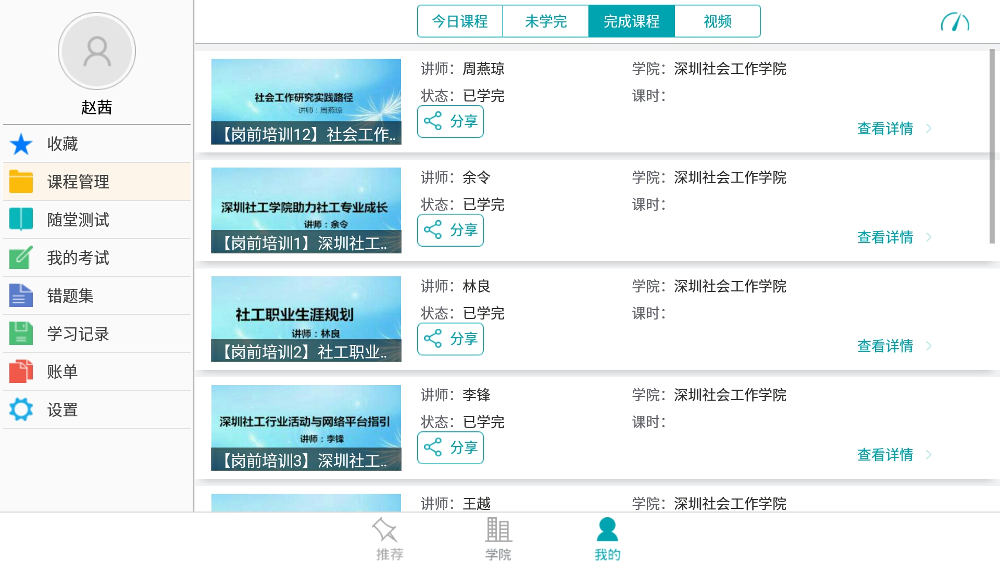 赵茜
收藏
课程管理
随堂测试
我的考试
错题集
学习记录
账单
设置
今日课程 未学完 完成课程 视频
社会工作研究实践路径
讲师：周燕琼
【岗前培训12】社会工作..
讲师：周燕琼 学院：深圳社会工作学院
状态：已学完 课时：
分享
查看详情
深圳社工学院助力社工专业成长
讲师：余令
【岗前培训1】深圳社工..
讲师：余令 学院：深圳社会工作学院
状态：已学完 课时：
分享
查看详情
社工职业生涯规划
讲师：林良
【岗前培训2】社工职业..
讲师：林良 学院：深圳社会工作学院
状态：已学完 课时：
分享
查看详情
深圳社工行业活动与网络平台指引
讲师：李锋
【岗前培训3】深圳社工..
讲师：李锋 学院：深圳社会工作学院
状态：已学完 课时：
分享
查看详情
讲师：王越 学院：深圳社会工作学院
推荐 学院 我的